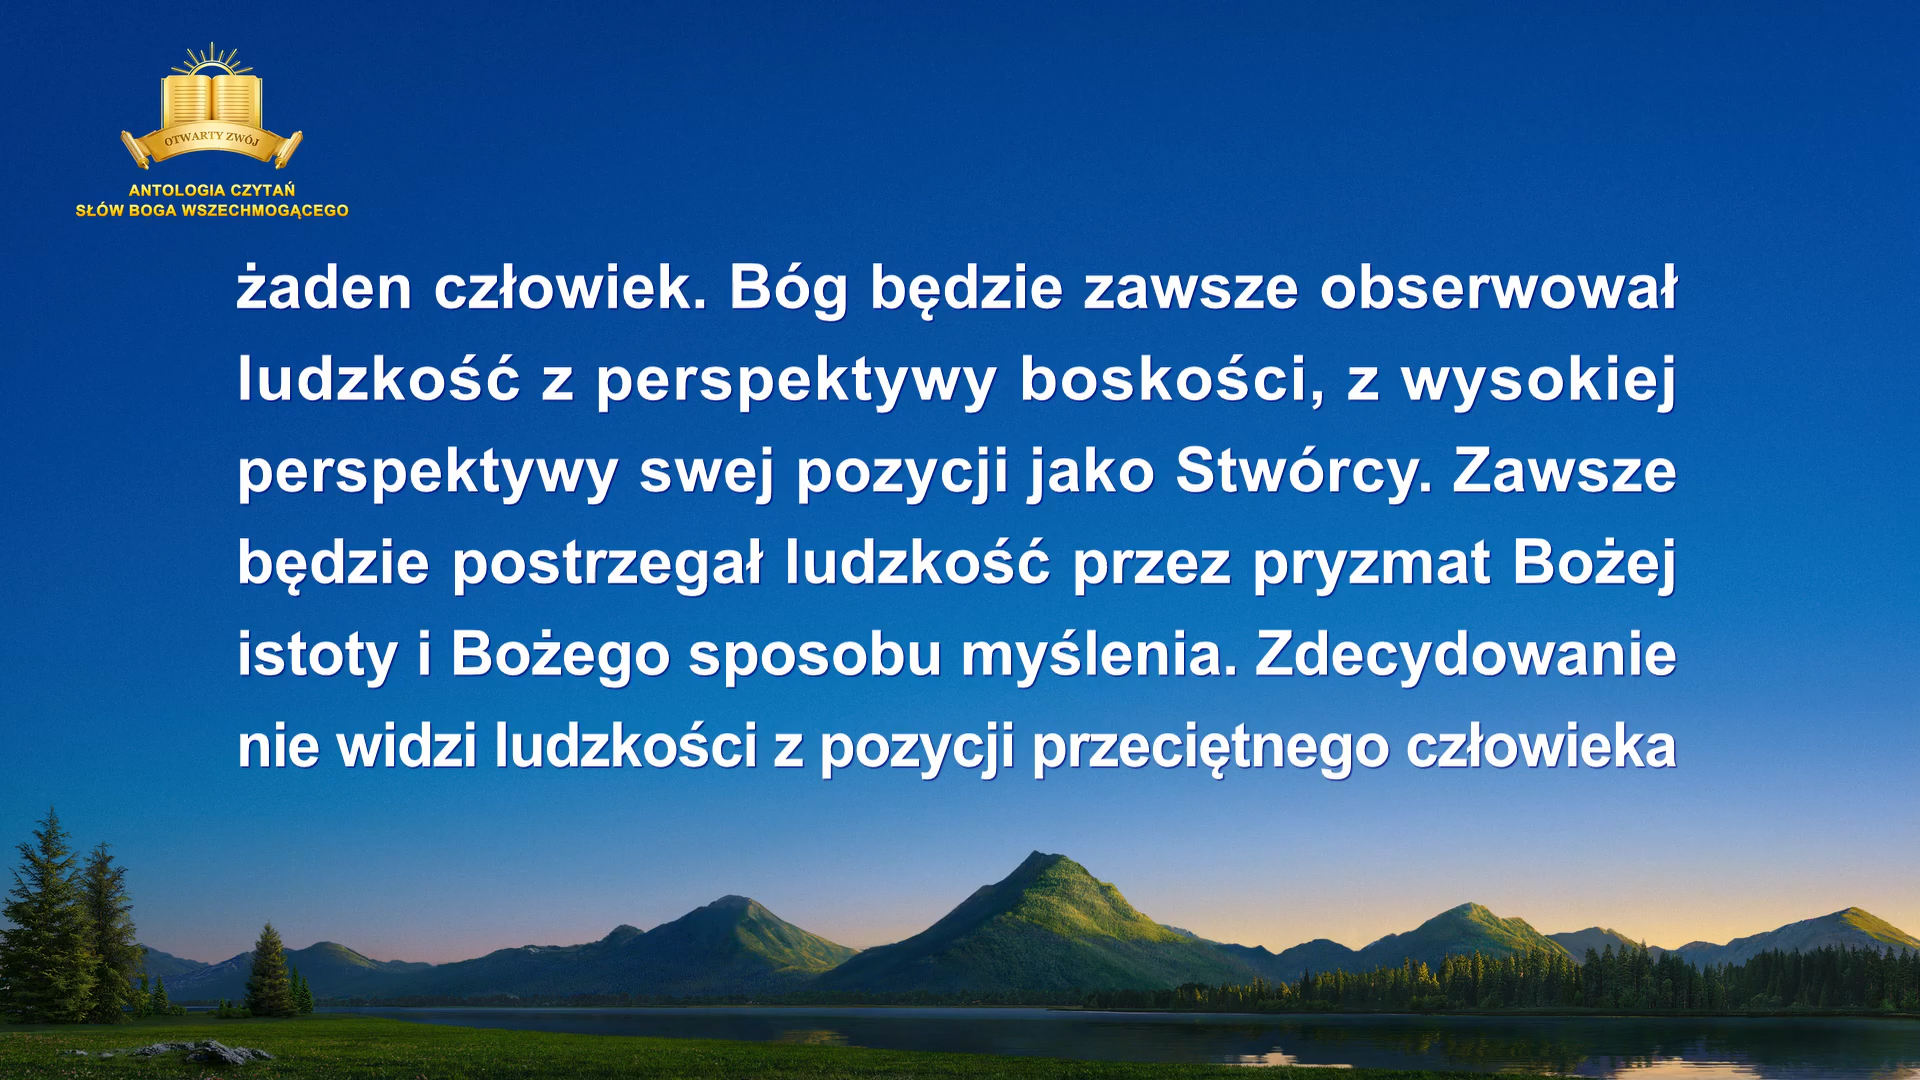 OTWARTY ZWÓJ
ANTOLOGIA CZYTAŃ
SŁÓW BOGA WSZECHMOGĄCEGO
żaden człowiek. Bóg będzie zawsze obserwował
ludzkość z perspektywy boskości, z wysokiej
perspektywy swej pozycji jako Stwórcy. Zawsze
będzie postrzegał ludzkość przez pryzmat Bożej
istoty i Bożego sposobu myślenia. Zdecydowanie
nie widzi ludzkości z pozycji przeciętnego człowieka